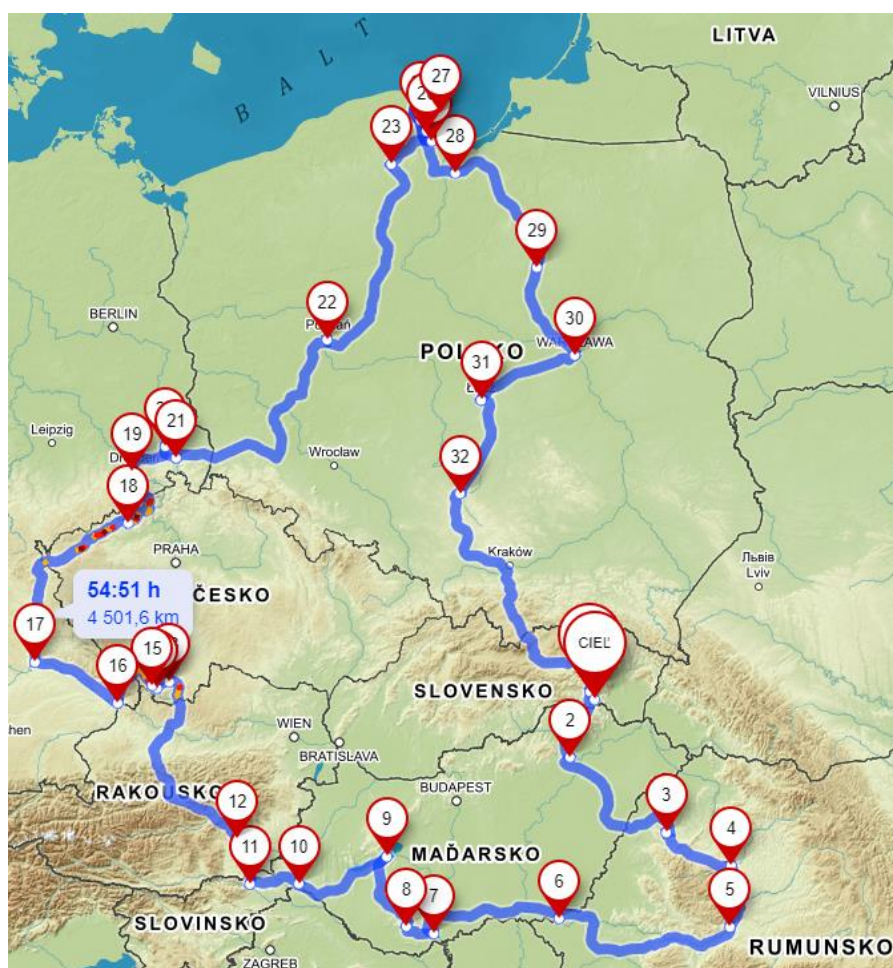 LITVA
B A L T
VILNIUS
27
23
28
29
22
BERLIN
30
WARSZAWA
POLSKO
31
21
19
Leipzig
Wrocław
32
18
PRAHA
Kraków
Львів
Lviv
54:51 h
4 501,6 km
ČESKO
17
CIEĽ
15
16
SLOVENSKO
WIEN
2
BRATISLAVA
RAKOUSKO
BUDAPEST
3
12
9
4
11
10
MAĎARSKO
8
7
6
5
SLOVINSKO
RUMUNSKO
ZAGREB